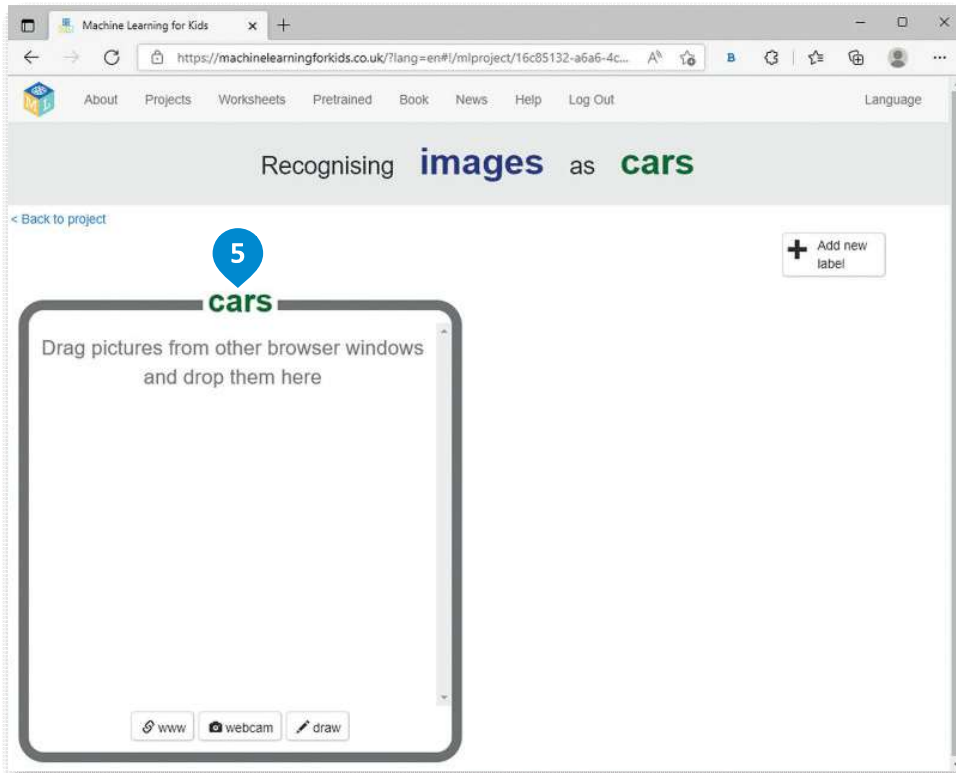 Machine Learning for Kids
https://machinelearningforkids.co.uk/?lang=en#!/mlproject/16c85132-a6a6-4c...
B
About Projects Worksheets Pretrained Book News Help Log Out Language
Recognising images as cars
< Back to project
Add new
label
5
cars
Drag pictures from other browser windows
and drop them here
www webcam draw